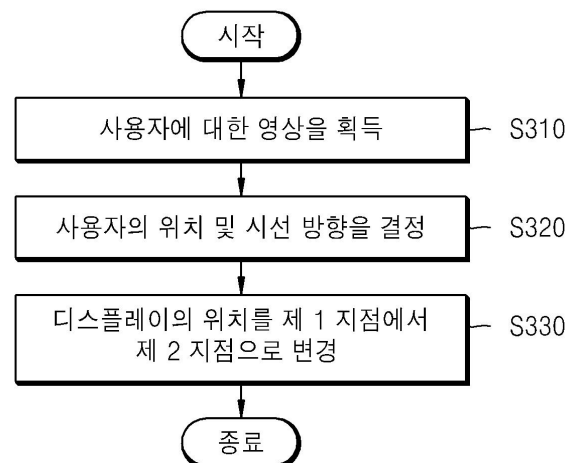 시작
사용자에 대한 영상을 획득
S310
사용자의 위치 및 시선 방향을 결정
S320
디스플레이의 위치를 제 1 지점에서
제 2 지점으로 변경
S330
종료